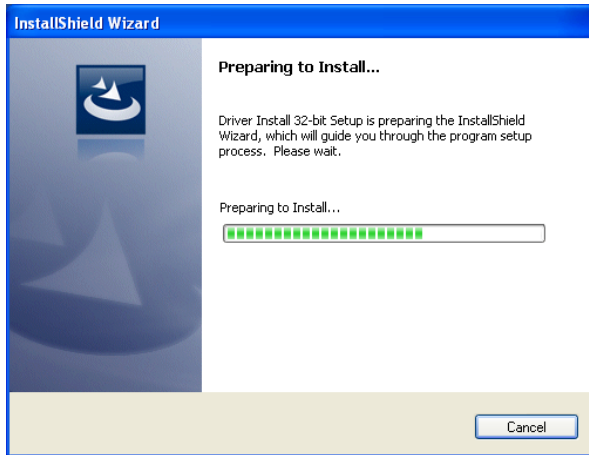 InstallShield Wizard
Preparing to Install...
Driver Install 32-bit Setup is preparing the InstallShield
Wizard, which will guide you through the program setup
process.  Please wait.
Preparing to Install...
Cancel